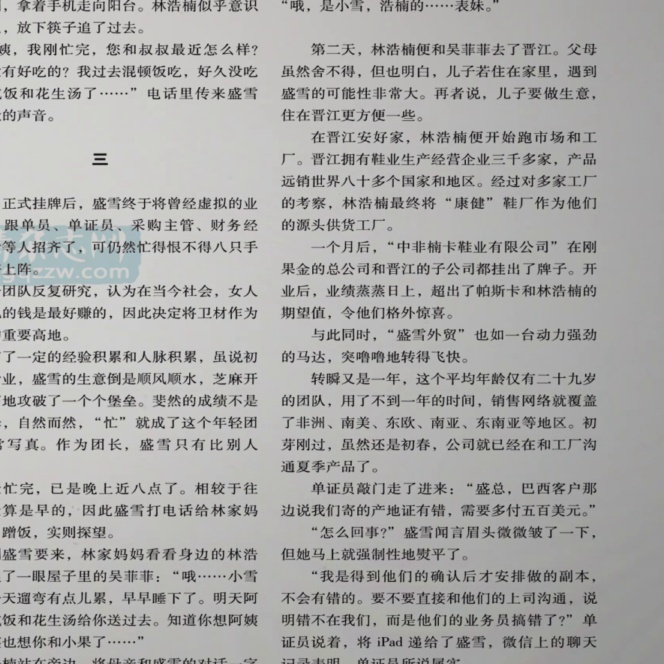 ，拿着手机走向阳台。林浩楠似乎意识
，放下筷子追了过去。
姨，我刚忙完，您和叔叔最近怎么样？
有好吃的？我过去混顿饭吃，好久没吃
饭和花生汤了……”电话里传来盛雪
的声音。
三
正式挂牌后，盛雪终于将曾经虚拟的业
跟单员、单证员、采购主管、财务经
等人招齐了，可仍然忙得恨不得八只手
上阵。
团队反复研究，认为在当今社会，女人
的钱是最好赚的，因此决定将卫材作为
重要高地。
了一定的经验积累和人脉积累，虽说初
业，盛雪的生意倒是顺风顺水，芝麻开
地攻破了一个个堡垒。斐然的成绩不是
，自然而然，“忙”就成了这个年轻团
写真。作为团长，盛雪只有比别人
忙完，已是晚上近八点了。相较于往
算是早的，因此盛雪打电话给林家妈
蹭饭，实则探望。
盛雪要来，林家妈妈看看身边的林浩
了一眼屋子里的吴菲菲：“哦……小雪
天遛弯有点儿累，早早睡下了。明天阿
饭和花生汤给你送过去。知道你想阿姨
也想你和小果了……”
楠站在旁边，将母亲和盛雪的对话一字
“哦，是小雪，浩楠的……表妹。”
第二天，林浩楠便和吴菲菲去了晋江。父母
虽然舍不得，但也明白，儿子若住在家里，遇到
盛雪的可能性非常大。再者说，儿子要做生意，
住在晋江更方便一些。
在晋江安好家，林浩楠便开始跑市场和工
厂。晋江拥有鞋业生产经营企业三千多家，产品
远销世界八十多个国家和地区。经过对多家工厂
的考察，林浩楠最终将“康健”鞋厂作为他们
的源头供货工厂。
一个月后，“中非楠卡鞋业有限公司”在刚
果金的总公司和晋江的子公司都挂出了牌子。开
业后，业绩蒸蒸日上，超出了帕斯卡和林浩楠的
期望值，令他们格外惊喜。
与此同时，“盛雪外贸”也如一台动力强劲
的马达，突噜噜地转得飞快。
转瞬又是一年，这个平均年龄仅有二十九岁
的团队，用了不到一年的时间，销售网络就覆盖
了非洲、南美、东欧、南亚、东南亚等地区。初
芽刚过，虽然还是初春，公司就已经在和工厂沟
通夏季产品了。
单证员敲门走了进来：“盛总，巴西客户那
边说我们寄的产地证有错，需要多付五百美元。”
“怎么回事？”盛雪闻言眉头微微皱了一下，
但她马上就强制性地熨平了。
“我是得到他们的确认后才安排做的副本，
不会有错的。要不要直接和他们的上司沟通，说
明错不在我们，而是他们的业务员搞错了？”单
证员说着，将 iPad 递给了盛雪，微信上的聊天
记录表明，单证员所说属实。